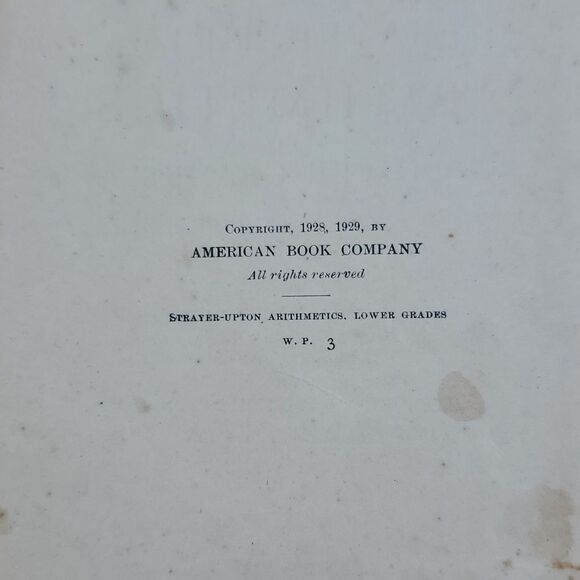 COPYRIGHT, 1928, 1929, BY
AMERICAN BOOK COMPANY
All rights reserved
STRAYER-UPTON ARITHMETICS. LOWER GRADES
W. P. 3